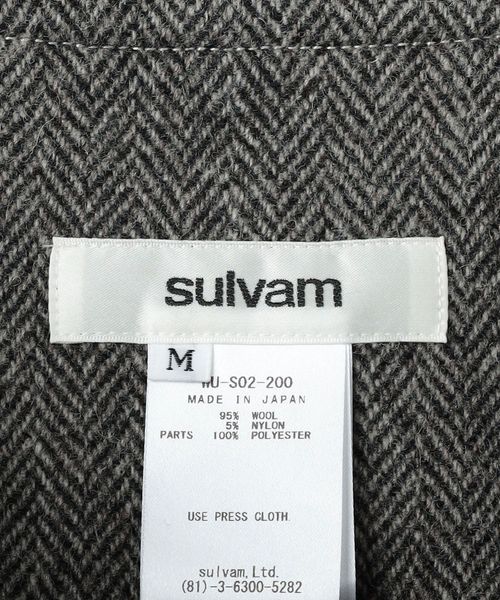 sulvam
M
WU-S02-200
MADE IN JAPAN
95% WOOL
5% NYLON
PARTS 100% POLYESTER
USE PRESS CLOTH.
sulvam,Ltd.
(81)-3-6300-5282